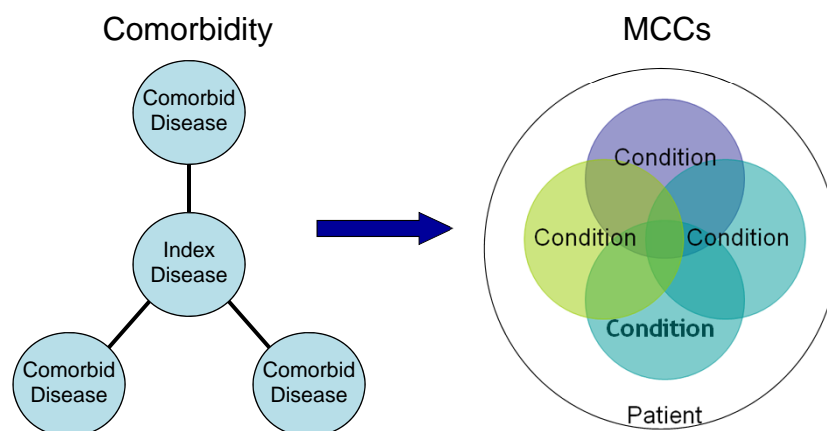 Comorbidity
MCCs
Comorbid
Disease
Index
Disease
Comorbid
Disease
Comorbid
Disease
Condition
Condition
Condition
Condition
Patient